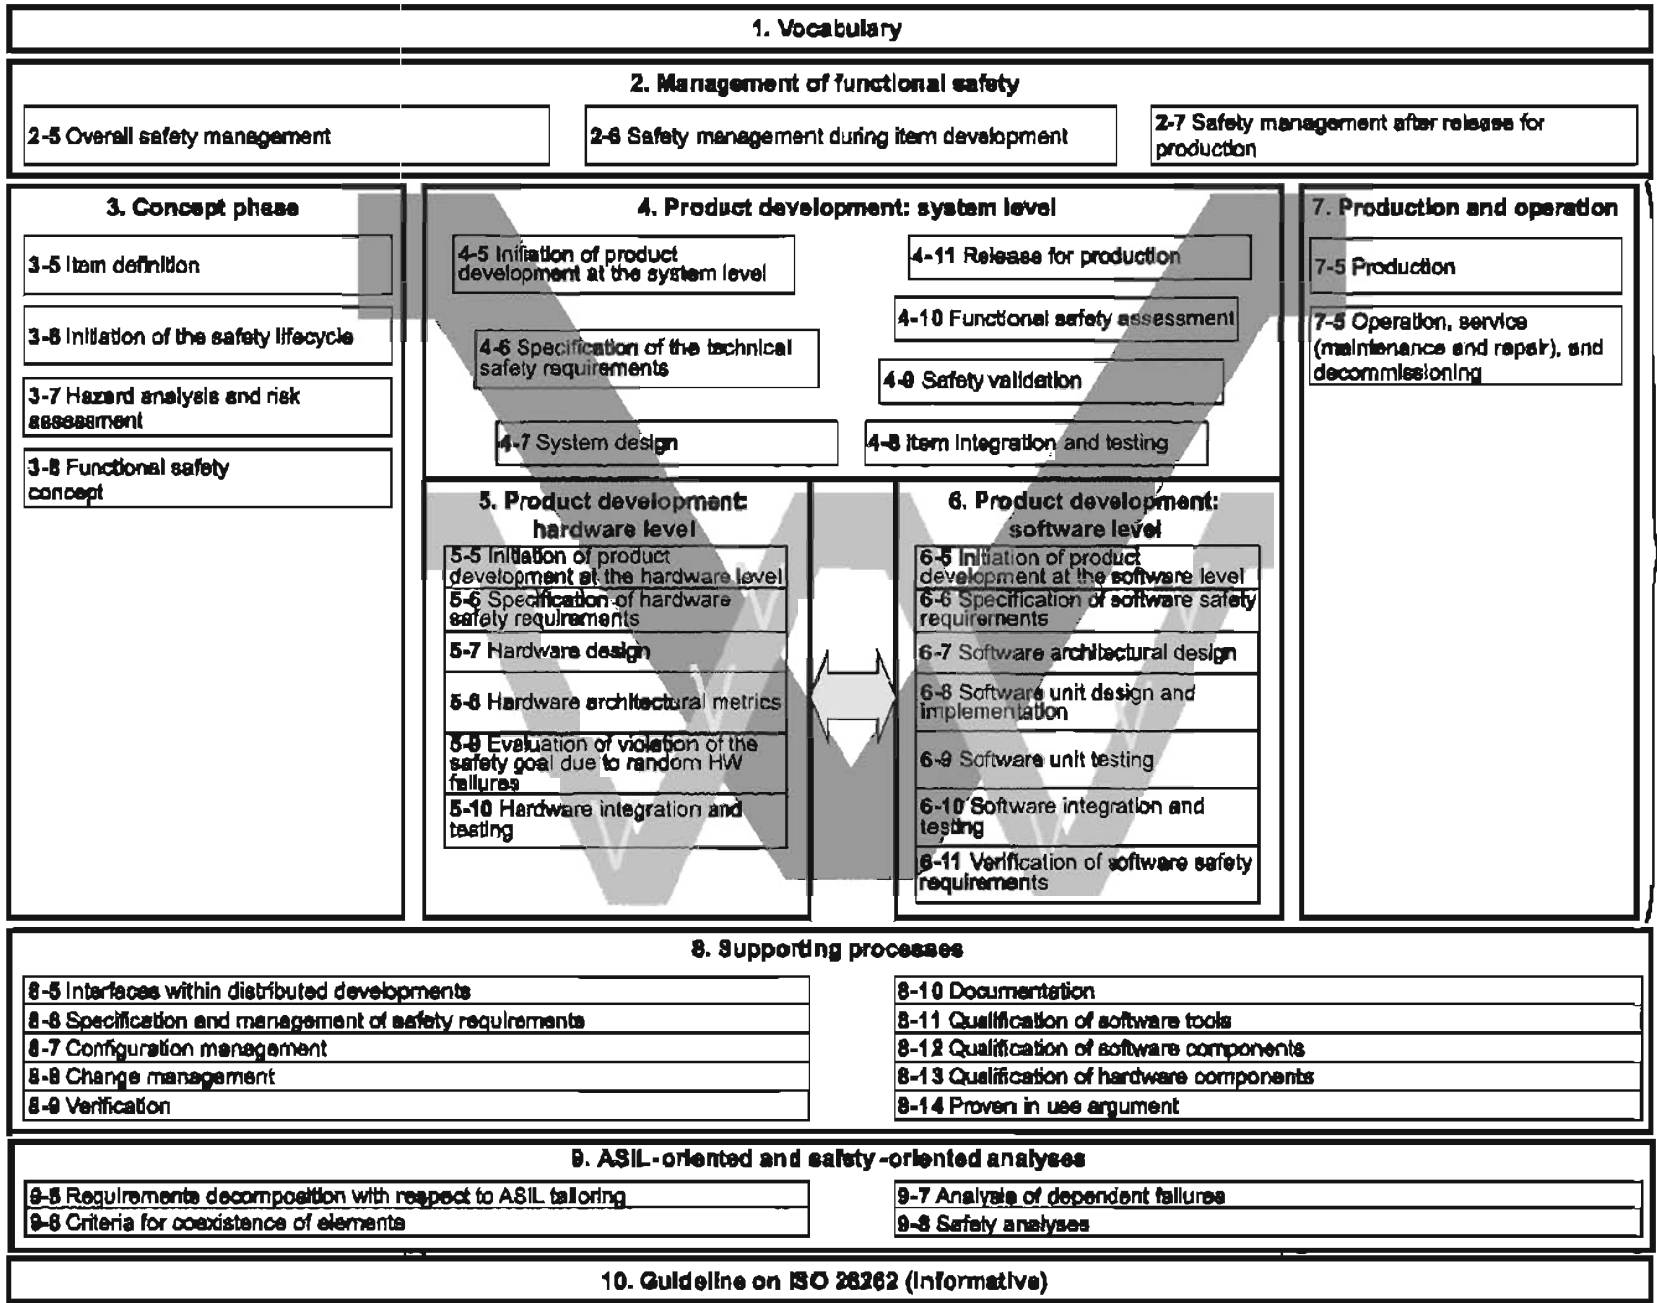 1. Vocabulary
2. Management of functional safety
2-5 Overall safety management
2-6 Safety management during item development
2-7 Safety management after release for
production
3. Concept phase
3-5 Item definition
3-6 Initiation of the safety lifecycle
3-7 Hazard analysis and risk
assessment
3-8 Functional safety
concept
4. Product development: system level
4-5 Initiation of product
development at the system level
4-6 Specification of the technical
safety requirements
4-7 System design
4-11 Release for production
4-10 Functional safety assessment
4-9 Safety validation
4-8 Item Integration and testing
7. Production and operation
7-5 Production
7-5 Operation, service
(maintenance and repair), and
decommissioning
5. Product development:
hardware level
5-5 Initiation of product
development at the hardware level
5-6 Specification of hardware
safety requirements
5-7 Hardware design
5-8 Hardware architectural metrics
5-9 Evaluation of violation of the
safety goal due to random HW
failures
5-10 Hardware integration and
testing
6. Product development:
software level
6-5 Initiation of product
development at the software level
6-6 Specification of software safety
requirements
6-7 Software architectural design
6-8 Software unit design and
implementation
6-9 Software unit testing
6-10 Software integration and
testing
6-11 Verification of software safety
requirements
8. Supporting processes
8-5 Interfaces within distributed developments
8-6 Specification and management of safety requirements
8-7 Configuration management
8-8 Change management
8-9 Verification
8-10 Documentation
8-11 Qualification of software tools
8-12 Qualification of software components
8-13 Qualification of hardware components
8-14 Proven in use argument
9. ASIL-oriented and safety-oriented analyses
9-5 Requirements decomposition with respect to ASIL tailoring
9-6 Criteria for coexistence of elements
9-7 Analysis of dependent failures
9-8 Safety analyses
10. Guideline on ISO 26262 (Informative)